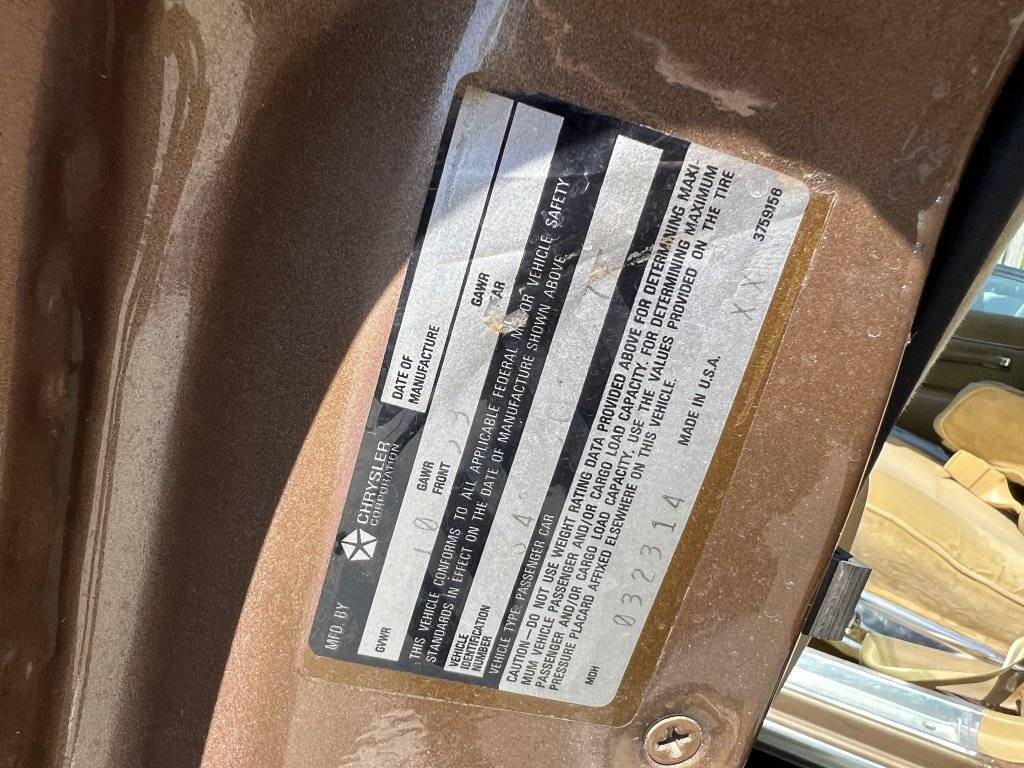 MFD BY CHRYSLER CORPORATION
DATE OF MANUFACTURE
GVWR
GAWR FRONT
GAWR
THIS VEHICLE CONFORMS TO ALL APPLICABLE FEDERAL MOTOR VEHICLE SAFETY
STANDARDS IN EFFECT ON THE DATE OF MANUFACTURE SHOWN ABOVE
VEHICLE IDENTIFICATION NUMBER
VEHICLE TYPE: PASSENGER CAR
CAUTION—DO NOT USE WEIGHT RATING DATA PROVIDED ABOVE FOR DETERMINING MAXI-
MUM VEHICLE PASSENGER AND/OR CARGO LOAD CAPACITY. FOR DETERMINING MAXIMUM
PASSENGER AND/OR CARGO LOAD CAPACITY, USE THE VALUES PROVIDED ON THE TIRE
PRESSURE PLACARD AFFIXED ELSEWHERE ON THIS VEHICLE.
MDH 032314 MADE IN U.S.A. XXX 3759156